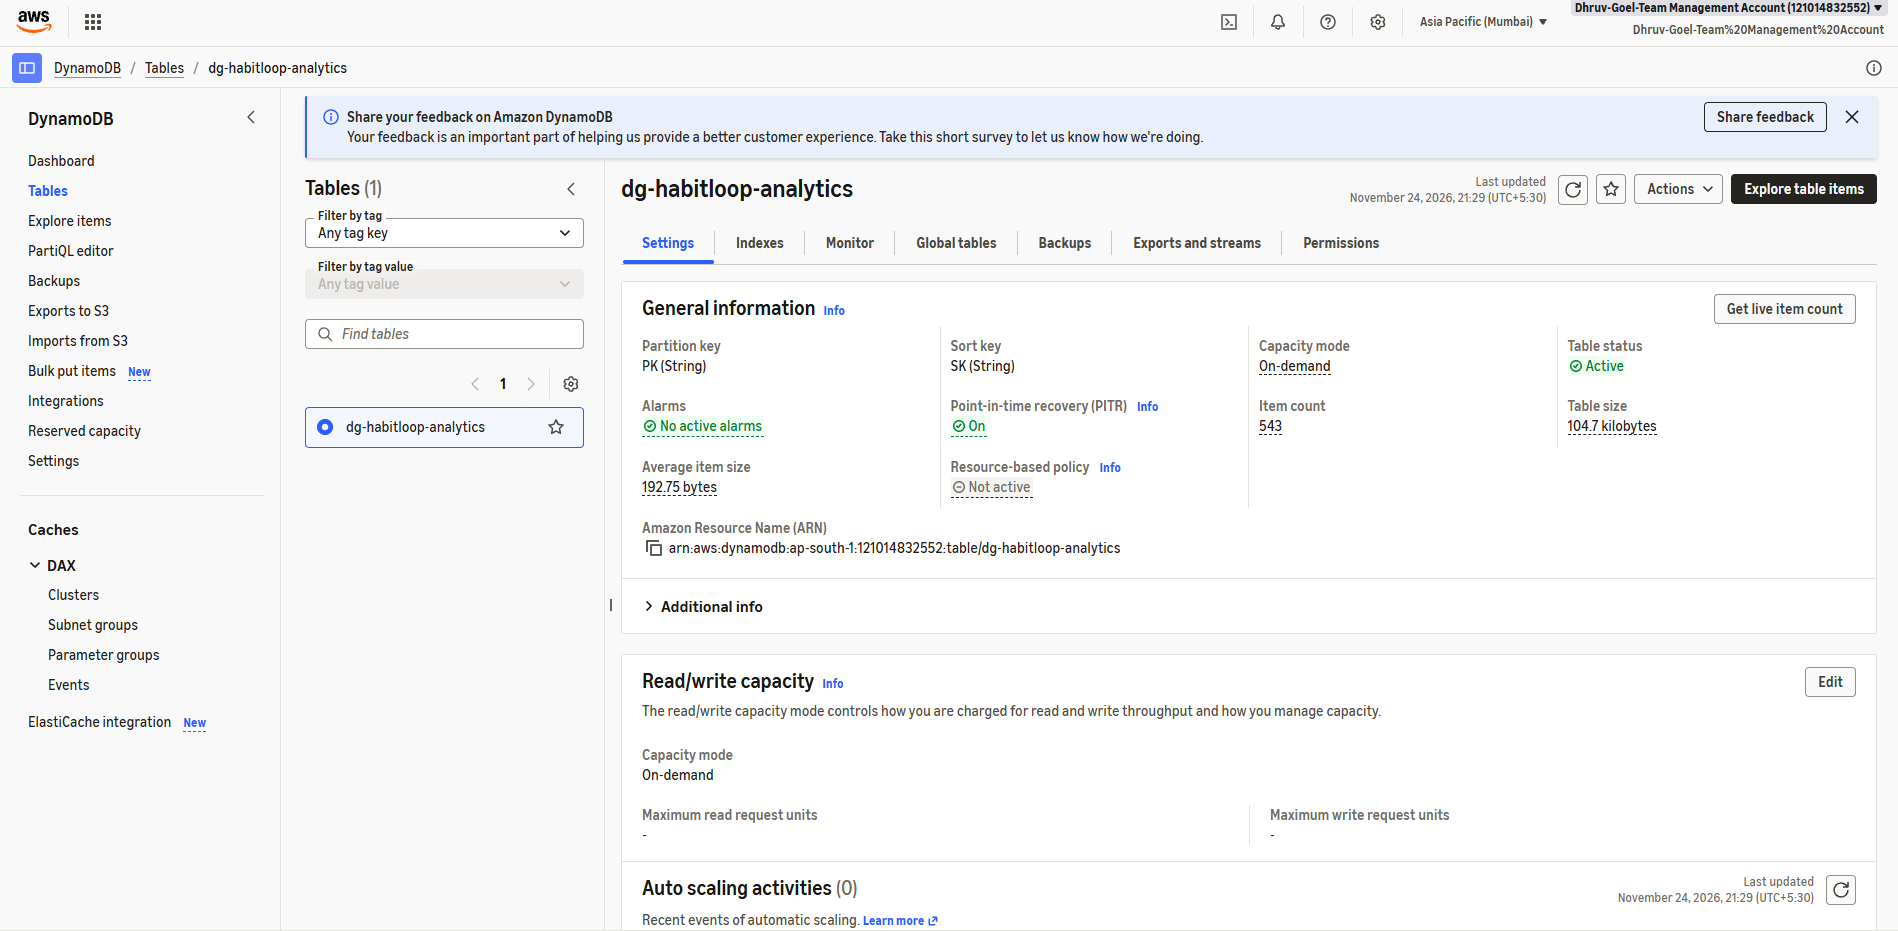 aws
Asia Pacific (Mumbai)
Dhruv-Goel-Team Management Account (121014832552)
Dhruv-Goel-Team%20Management%20Account
DynamoDB / Tables / dg-habitloop-analytics
DynamoDB
Dashboard
Tables
Explore items
PartiQL editor
Backups
Exports to S3
Imports from S3
Bulk put items New
Integrations
Reserved capacity
Settings
Caches
DAX
Clusters
Subnet groups
Parameter groups
Events
ElastiCache integration New
Share your feedback on Amazon DynamoDB
Your feedback is an important part of helping us provide a better customer experience. Take this short survey to let us know how we're doing.
Share feedback
Tables (1)
Filter by tag
Any tag key
Filter by tag value
Any tag value
Find tables
1
dg-habitloop-analytics
dg-habitloop-analytics
Last updated
November 24, 2026, 21:29 (UTC+5:30)
Actions
Explore table items
Settings
Indexes
Monitor
Global tables
Backups
Exports and streams
Permissions
General information Info
Get live item count
Partition key
PK (String)
Sort key
SK (String)
Capacity mode
On-demand
Table status
Active
Alarms
No active alarms
Point-in-time recovery (PITR) Info
On
Item count
543
Table size
104.7 kilobytes
Average item size
192.75 bytes
Resource-based policy Info
Not active
Amazon Resource Name (ARN)
arn:aws:dynamodb:ap-south-1:121014832552:table/dg-habitloop-analytics
Additional info
Read/write capacity Info
Edit
The read/write capacity mode controls how you are charged for read and write throughput and how you manage capacity.
Capacity mode
On-demand
Maximum read request units
-
Maximum write request units
-
Auto scaling activities (0)
Last updated
November 24, 2026, 21:29 (UTC+5:30)
Recent events of automatic scaling. Learn more